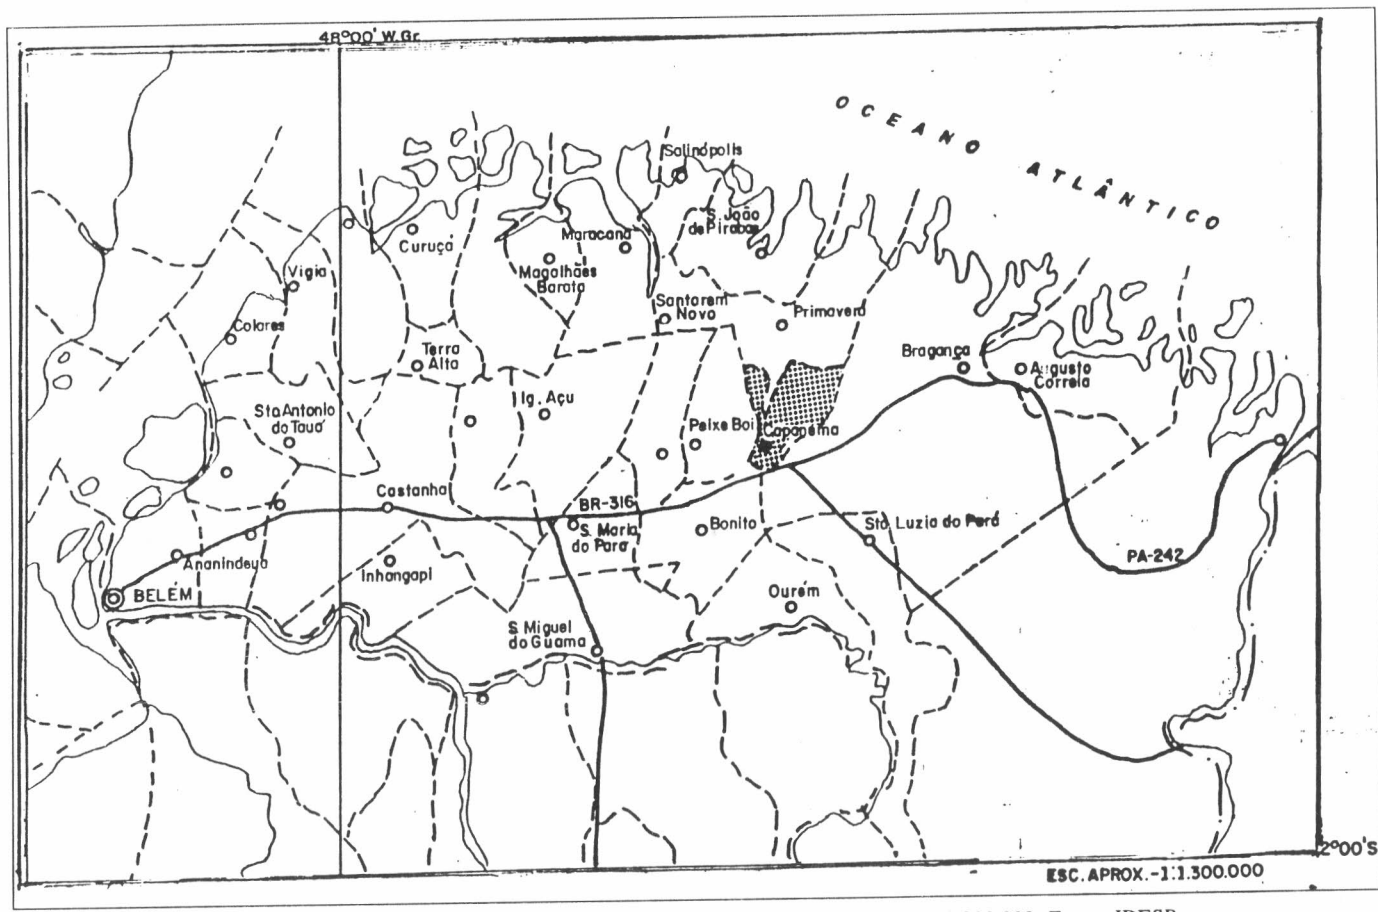 48°00' W.Gr.
OCEANO ATLÂNTICO
Salinópolis
S. João
de Pirabas
Curuçá
Maracanã
Magalhães
Barata
Vigia
Santarem
Novo
Primavera
Colares
Terra
Alta
Bragança
Augusto
Correia
Sto Antonio
do Tauá
Ig. Açu
Peixe Boi
Capanema
Castanhal
BR-316
S. Maria
do Pará
Bonito
Sta. Luzia do Pará
PA-242
Ananindeua
Inhangapi
BELÉM
Ourém
S. Miguel
do Guama
2°00'S
ESC. APROX.-1:1.300.000